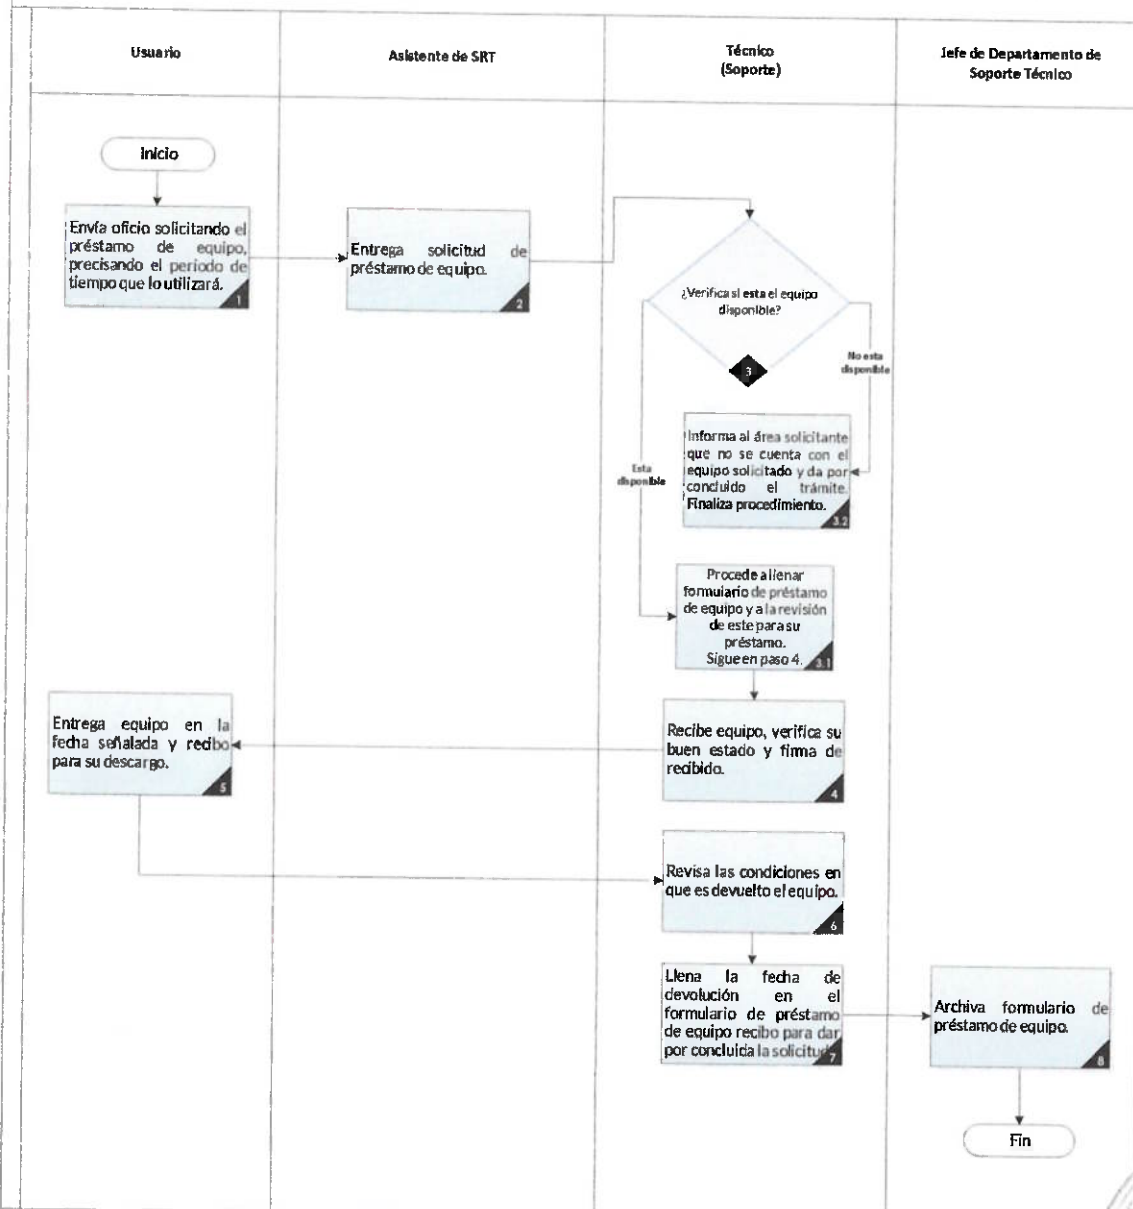 Usuario
Asistente de SRT
Técnico
(Soporte)
Jefe de Departamento de
Soporte Técnico
Inicio
Envía oficio solicitando el
préstamo de equipo,
precisando el periodo de
tiempo que lo utilizará.
1
Entrega solicitud de
préstamo de equipo.
2
¿Verifica si esta el equipo
disponible?
3
No esta
disponible
Esta
disponible
Informa al área solicitante
que no se cuenta con el
equipo solicitado y da por
concluido el trámite.
Finaliza procedimiento.
3.2
Procede a llenar
formulario de préstamo
de equipo y a la revisión
de este para su
préstamo.
Sigue en paso 4.
3.1
Recibe equipo, verifica su
buen estado y firma de
recibido.
4
Entrega equipo en la
fecha señalada y recibo
para su descargo.
5
Revisa las condiciones en
que es devuelto el equipo.
6
Llena la fecha de
devolución en el
formulario de préstamo
de equipo recibo para dar
por concluida la solicitud
7
Archiva formulario de
préstamo de equipo.
8
Fin